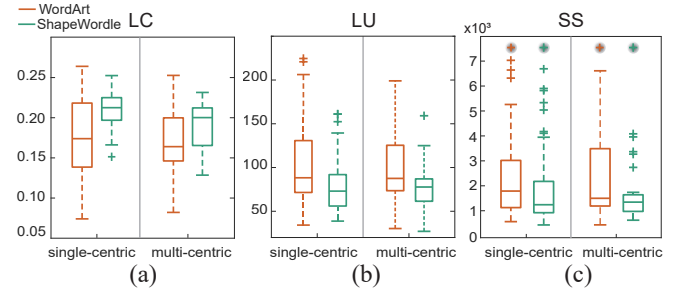 WordArt
ShapeWordle
LC
0.25
0.20
0.15
0.10
0.05
single-centric
multi-centric
(a)
LU
200
150
100
50
single-centric
multi-centric
(b)
SS
x10³
8
7
6
5
4
3
2
1
0
single-centric
multi-centric
(c)